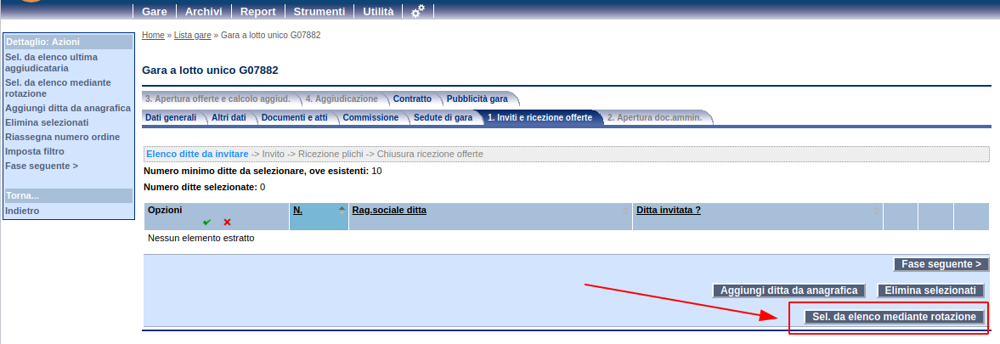 Gare Archivi Report Strumenti Utilità
Home » Lista gare » Gara a lotto unico G07882
Dettaglio: Azioni
Sel. da elenco ultima
aggiudicataria
Sel. da elenco mediante
rotazione
Aggiungi ditta da anagrafica
Elimina selezionati
Riassegna numero ordine
Imposta filtro
Fase seguente >
Torna...
Indietro
Gara a lotto unico G07882
3. Apertura offerte e calcolo aggiud. 4. Aggiudicazione Contratto Pubblicità gara
Dati generali Altri dati Documenti e atti Commissione Sedute di gara 1. Inviti e ricezione offerte 2. Apertura doc.ammin.
Elenco ditte da invitare -> Invito -> Ricezione plichi -> Chiusura ricezione offerte
Numero minimo ditte da selezionare, ove esistenti: 10
Numero ditte selezionate: 0
Opzioni N. Rag.sociale ditta Ditta invitata ?
Nessun elemento estratto
Fase seguente >
Aggiungi ditta da anagrafica Elimina selezionati
Sel. da elenco mediante rotazione